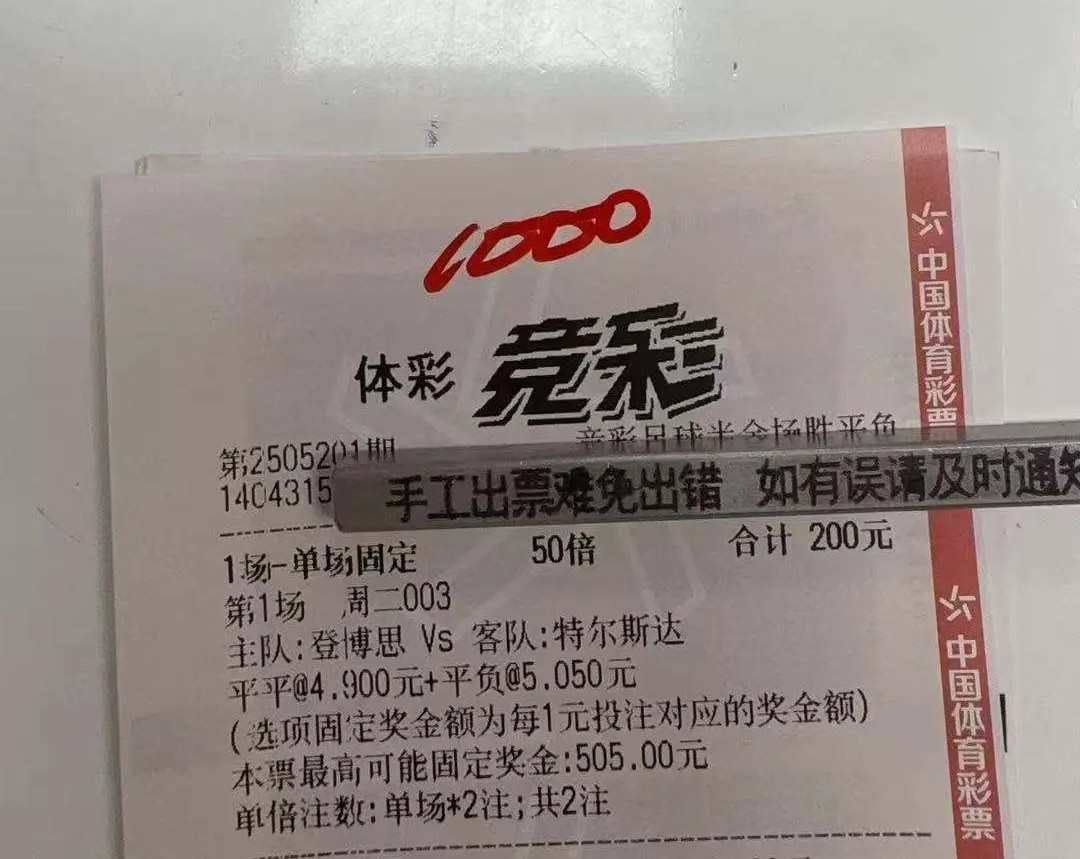 1000
体彩 竞彩
竞彩足球半全场胜平负
第2505201期
1404315
手工出票难免出错 如有误请及时通知
1场-单场固定 50倍 合计 200元
第1场 周二003
主队:登博思 Vs 客队:特尔斯达
平平@4.900元+平负@5.050元
(选项固定奖金额为每1元投注对应的奖金额)
本票最高可能固定奖金:505.00元
单倍注数:单场*2注;共2注
中国体育彩票
中国体育彩票